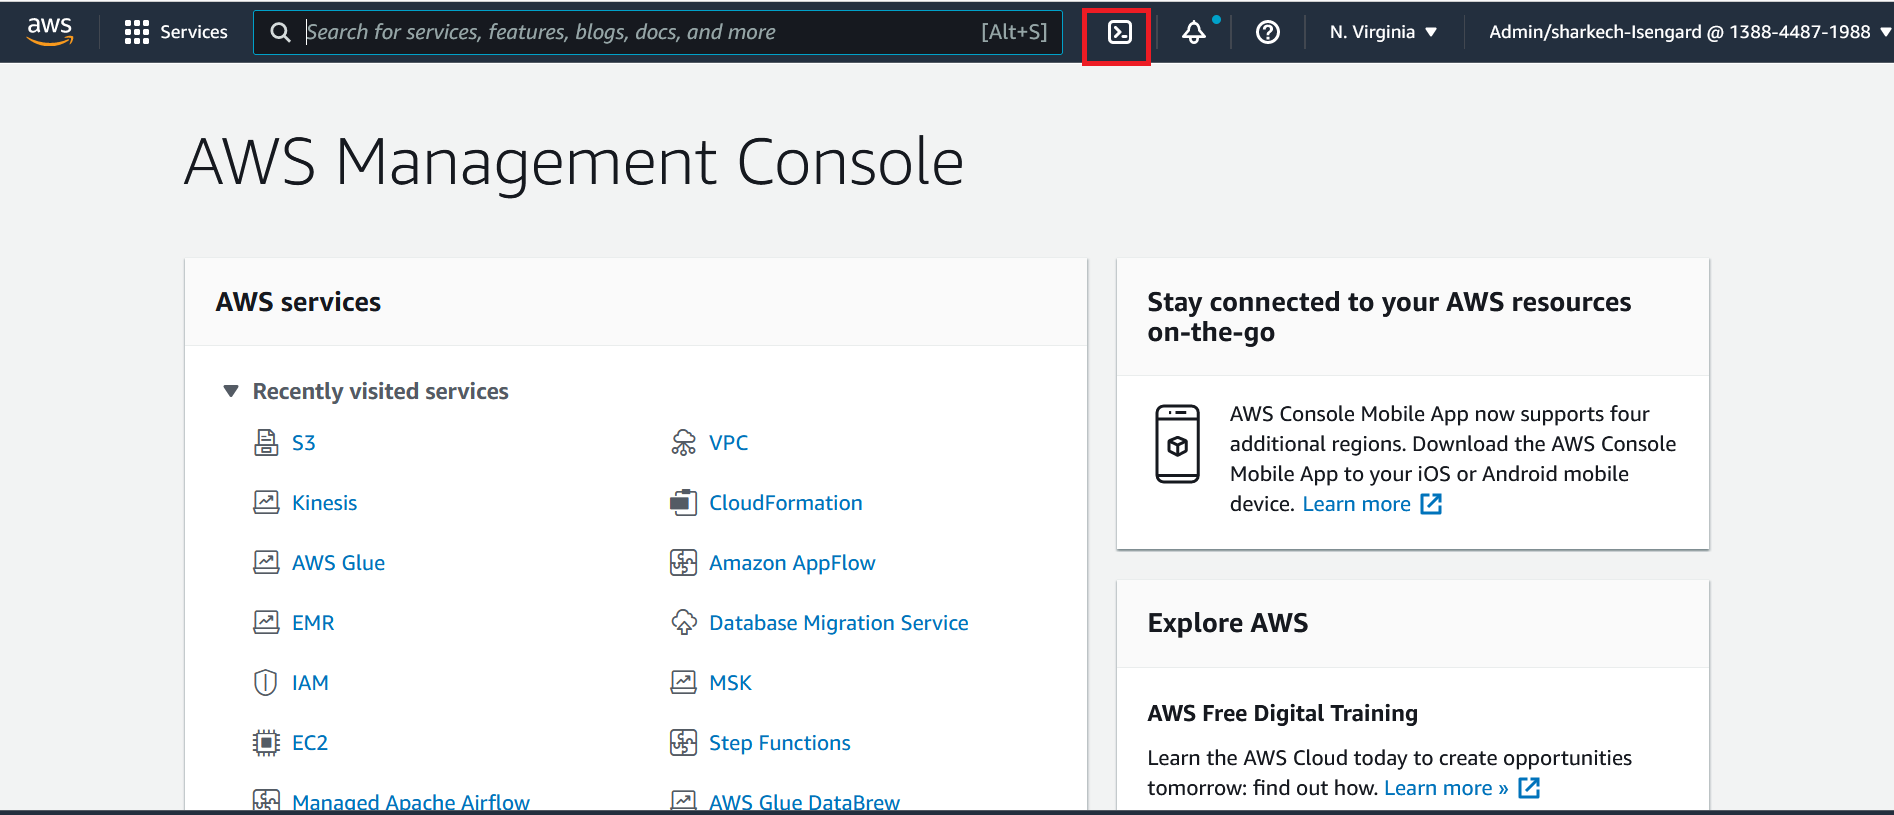 aws
Services
Search for services, features, blogs, docs, and more
[Alt+S]
N. Virginia
Admin/sharkech-Isengard @ 1388-4487-1988
AWS Management Console
AWS services
Recently visited services
S3
VPC
Kinesis
CloudFormation
AWS Glue
Amazon AppFlow
EMR
Database Migration Service
IAM
MSK
EC2
Step Functions
Managed Apache Airflow
AWS Glue DataBrew
Stay connected to your AWS resources
on-the-go
AWS Console Mobile App now supports four
additional regions. Download the AWS Console
Mobile App to your iOS or Android mobile
device. Learn more
Explore AWS
AWS Free Digital Training
Learn the AWS Cloud today to create opportunities
tomorrow: find out how. Learn more »